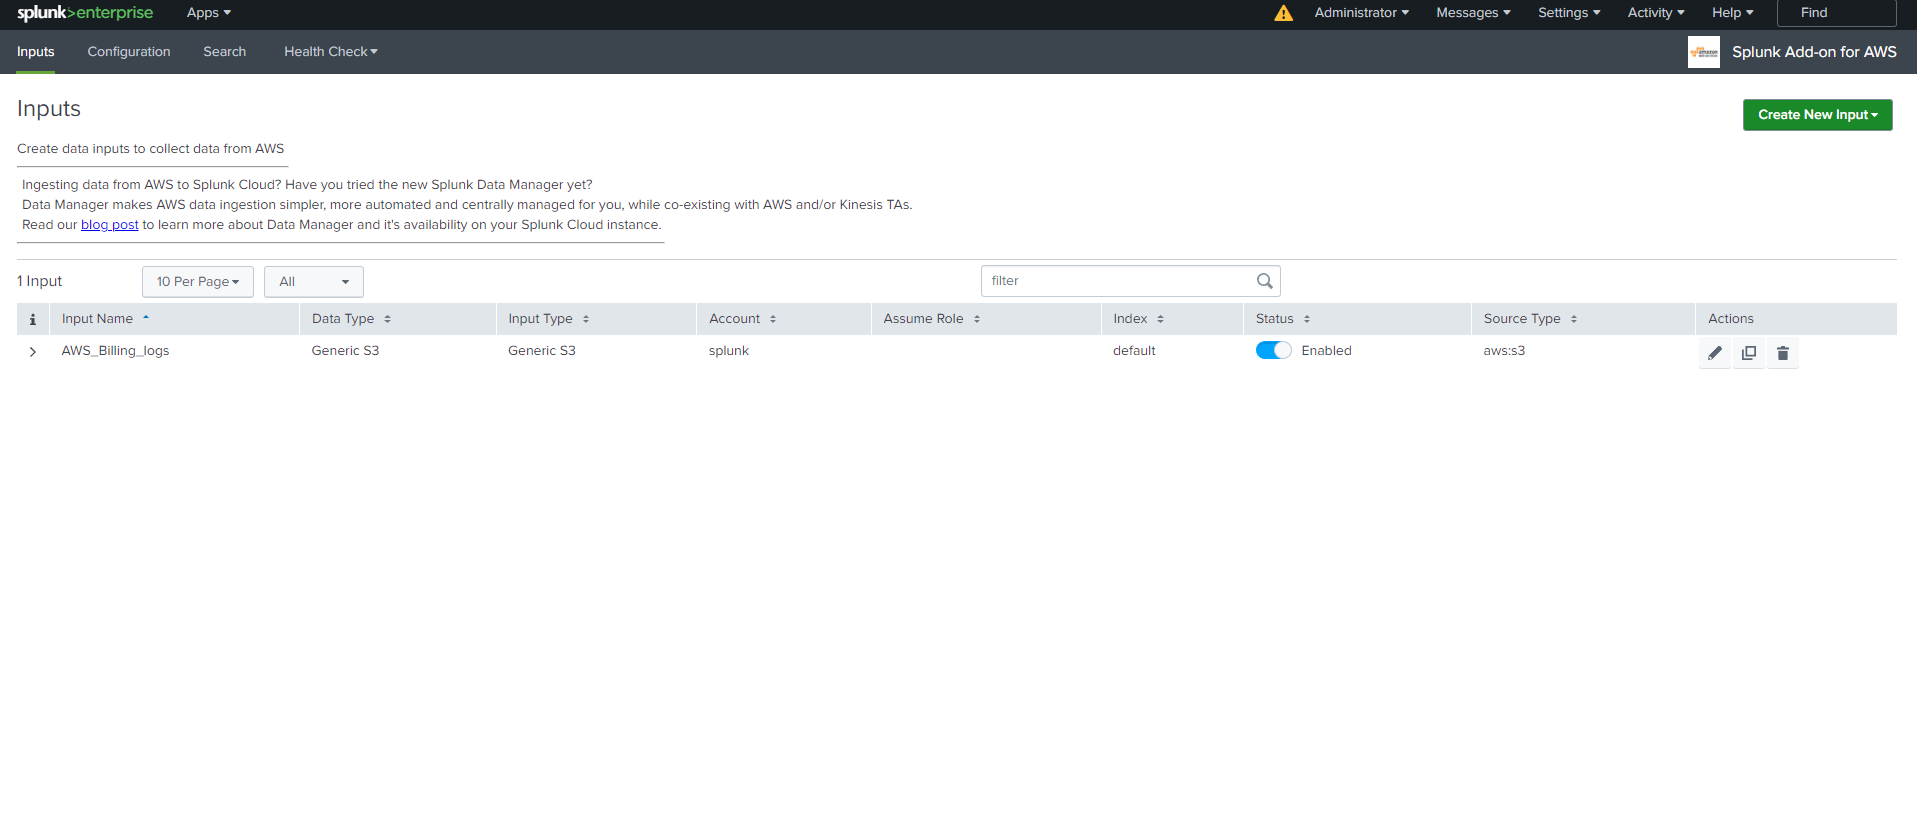 splunk>enterprise Apps Administrator Messages Settings Activity Help Find
Inputs Configuration Search Health Check amazon Splunk Add-on for AWS
Inputs
Create New Input
Create data inputs to collect data from AWS
Ingesting data from AWS to Splunk Cloud? Have you tried the new Splunk Data Manager yet?
Data Manager makes AWS data ingestion simpler, more automated and centrally managed for you, while co-existing with AWS and/or Kinesis TAs.
Read our blog post to learn more about Data Manager and it's availability on your Splunk Cloud instance.
1 Input 10 Per Page All filter
i Input Name Data Type Input Type Account Assume Role Index Status Source Type Actions
AWS_Billing_logs Generic S3 Generic S3 splunk default Enabled aws:s3